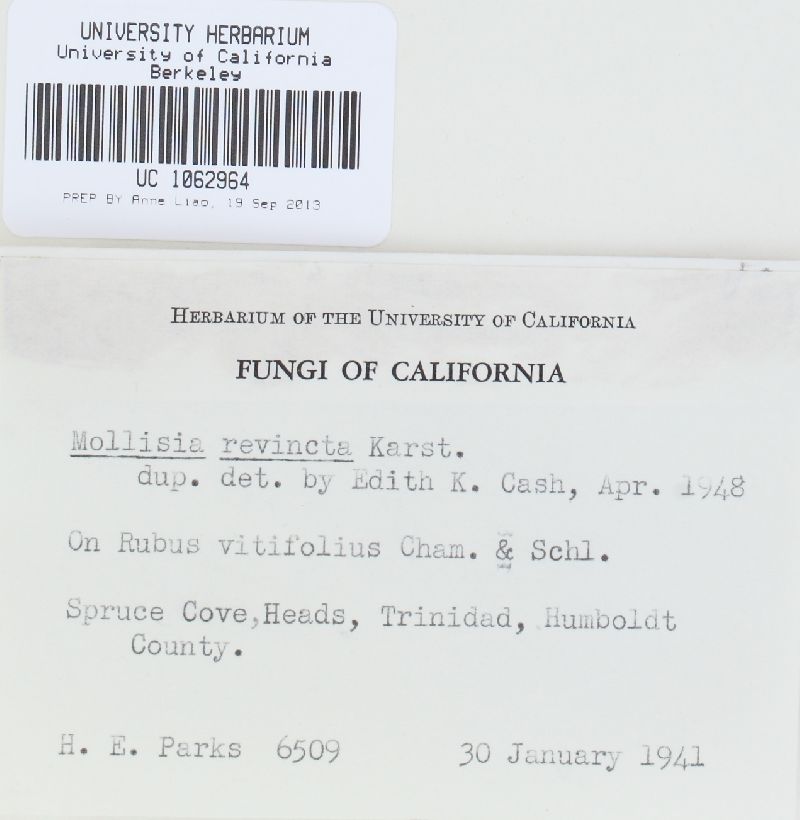 UNIVERSITY HERBARIUM
University of California
Berkeley
UC 1062964
PREP BY Anne Liao, 19 Sep 2013
HERBARIUM OF THE UNIVERSITY OF CALIFORNIA
FUNGI OF CALIFORNIA
Mollisia revincta Karst.
dup. det. by Edith K. Cash, Apr. 1948
On Rubus vitifolius Cham. & Schl.
Spruce Cove,Heads, Trinidad, Humboldt
County.
H. E. Parks 6509 30 January 1941